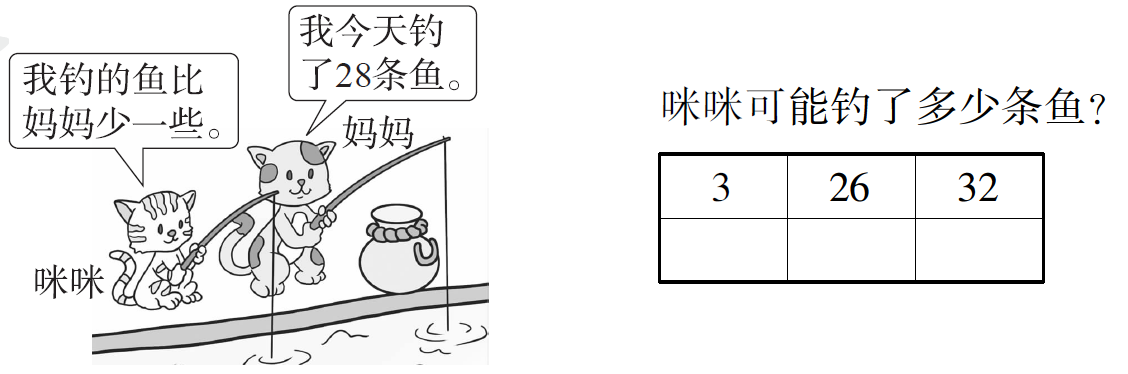 我今天钓
了28条鱼。
我钓的鱼比
妈妈少一些。
妈妈
咪咪
咪咪可能钓了多少条鱼？
3 26 32